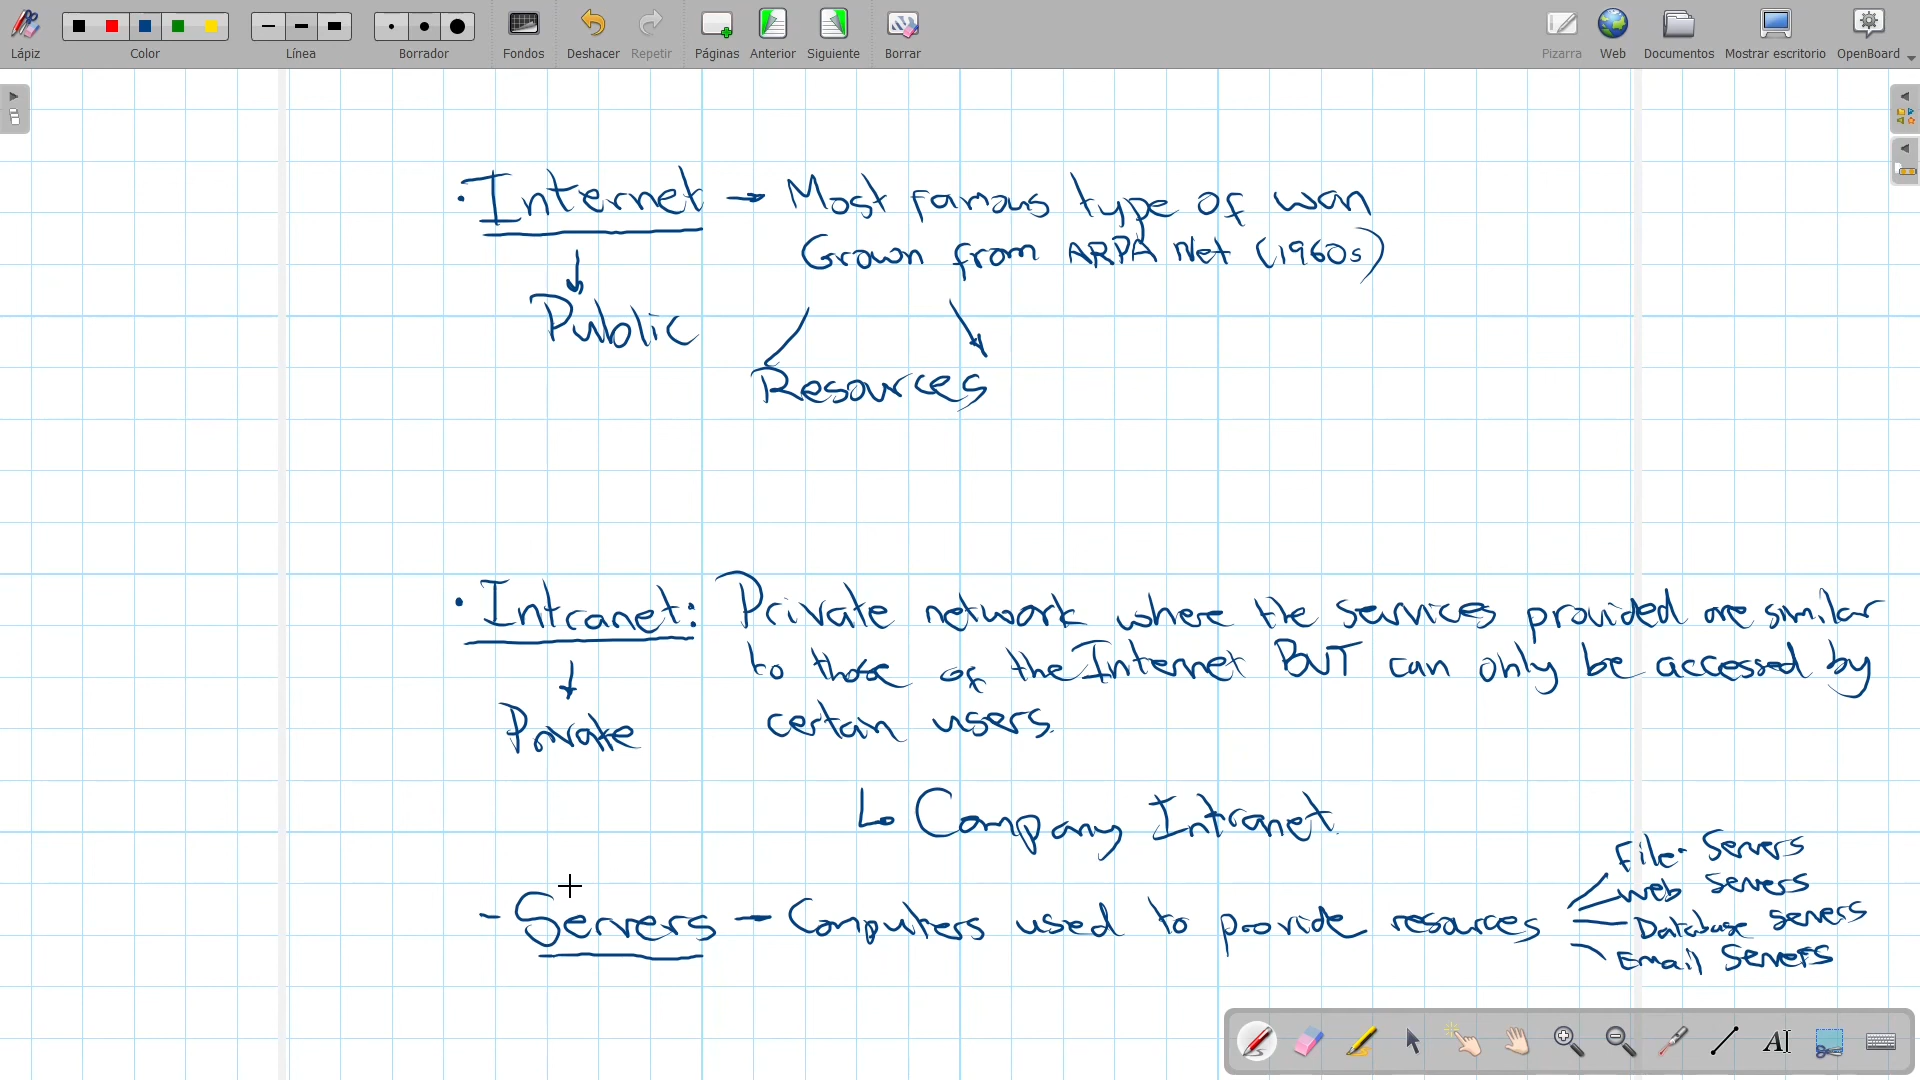 Lápiz Color Línea Borrador Fondos Deshacer Repetir Páginas Anterior Siguiente Borrar Pizarra Web Documentos Mostrar escritorio OpenBoard
· Internet → Most famous type of wan
Grown from ARPA Net (1960s)
Public
Resources
· Intranet: Private network where the services provided are similar
to those of the Internet BUT can only be accessed by
certain users.
Private
Company Intranet.
File Servers
Web servers
- Servers - Computers used to provide resources
Database servers
Email Servers
AI